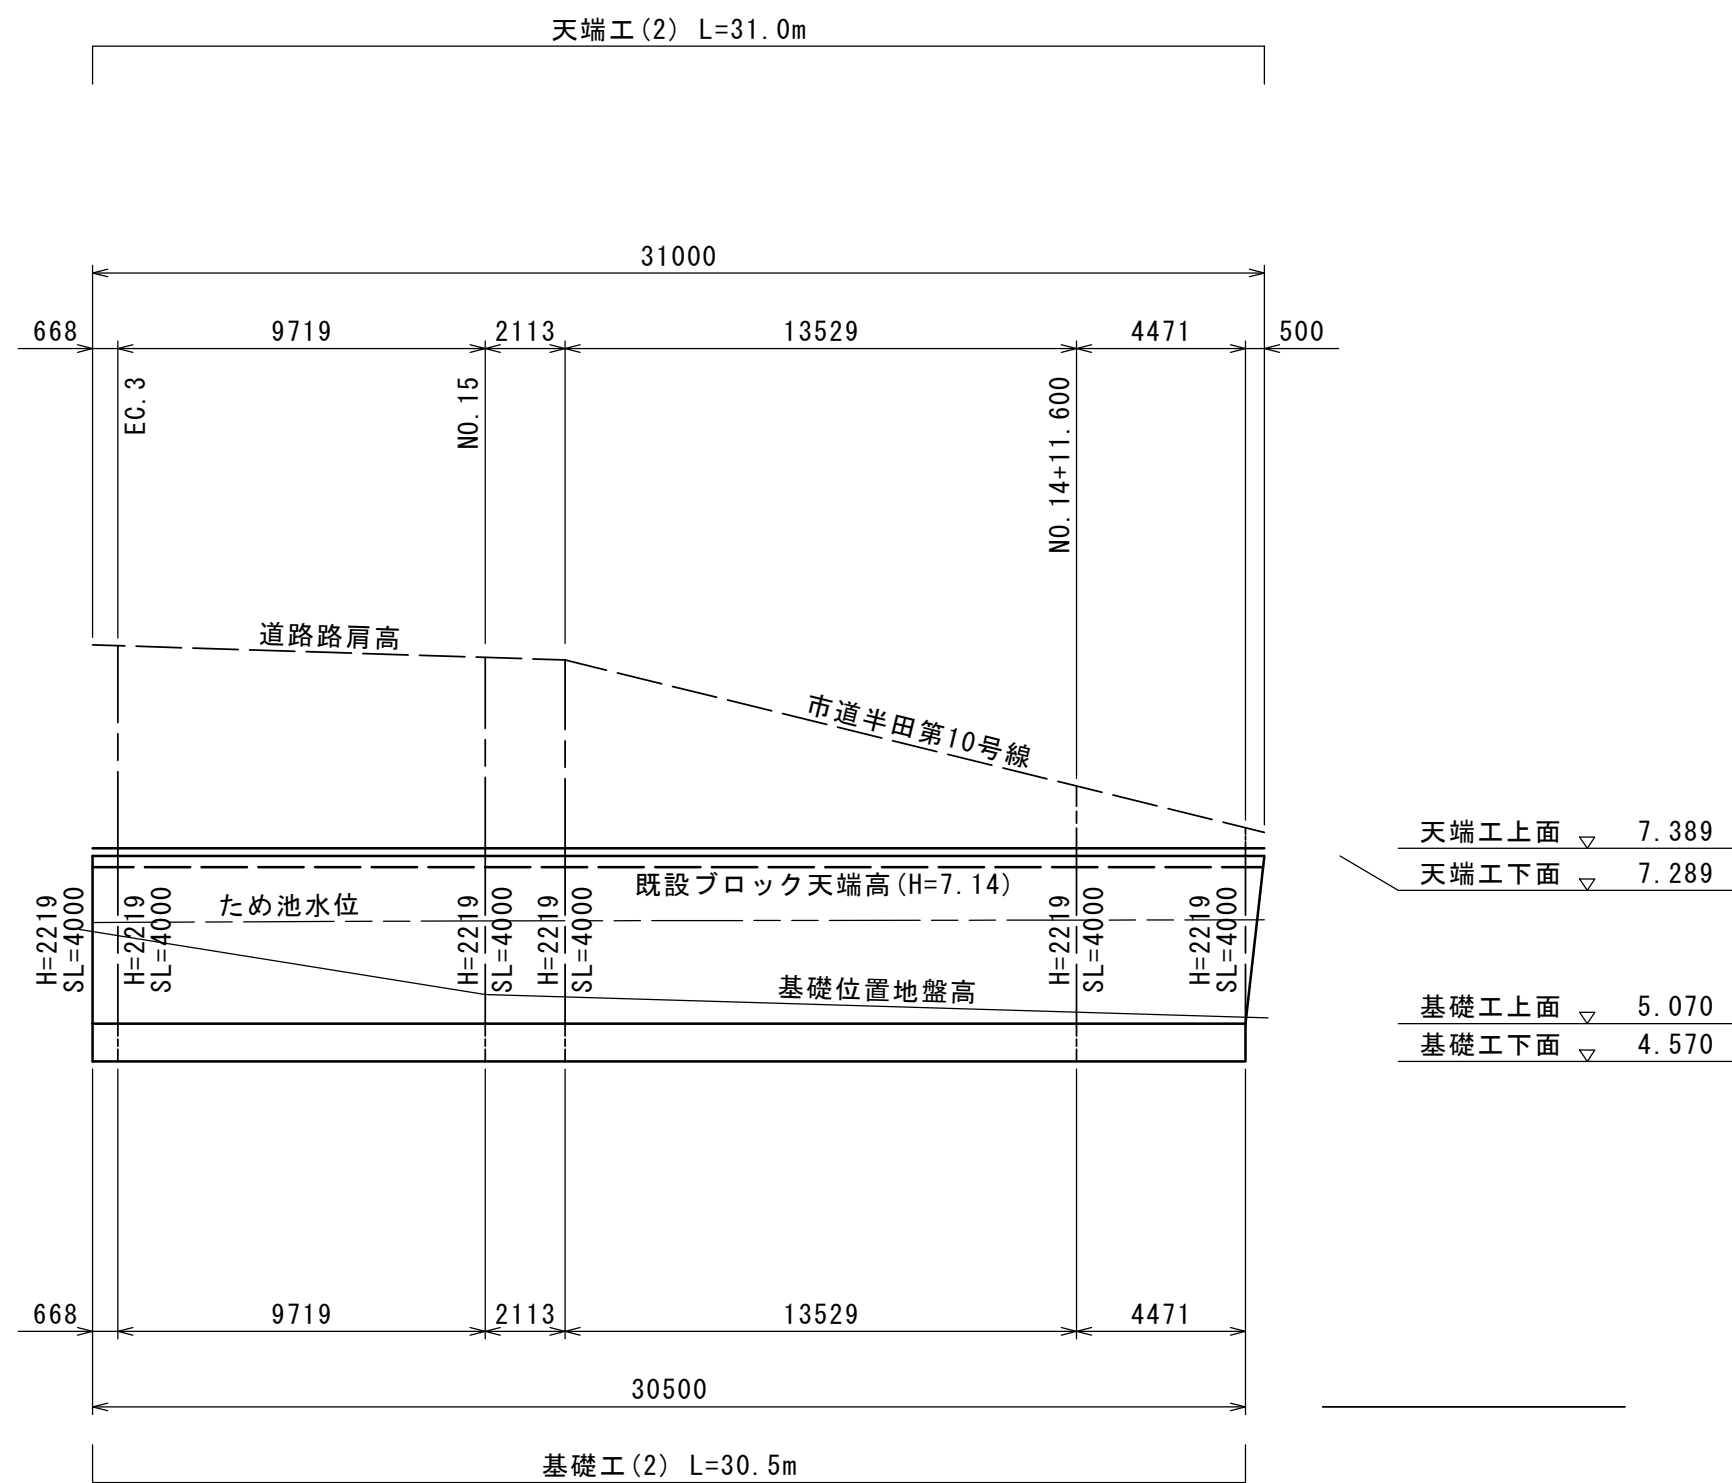 天端工(2) L=31.0m
31000
668
9719
2113
13529
4471
500
EC.3
NO.15
NO.14+11.600
道路路肩高
市道半田第10号線
天端工上面 ▽ 7.389
天端工下面 ▽ 7.289
既設ブロック天端高(H=7.14)
ため池水位
H=2219
SL=4000
H=2219
SL=4000
H=2219
SL=4000
H=2219
SL=4000
H=2219
SL=4000
H=2219
SL=4000
基礎位置地盤高
基礎工上面 ▽ 5.070
基礎工下面 ▽ 4.570
668
9719
2113
13529
4471
30500
基礎工(2) L=30.5m